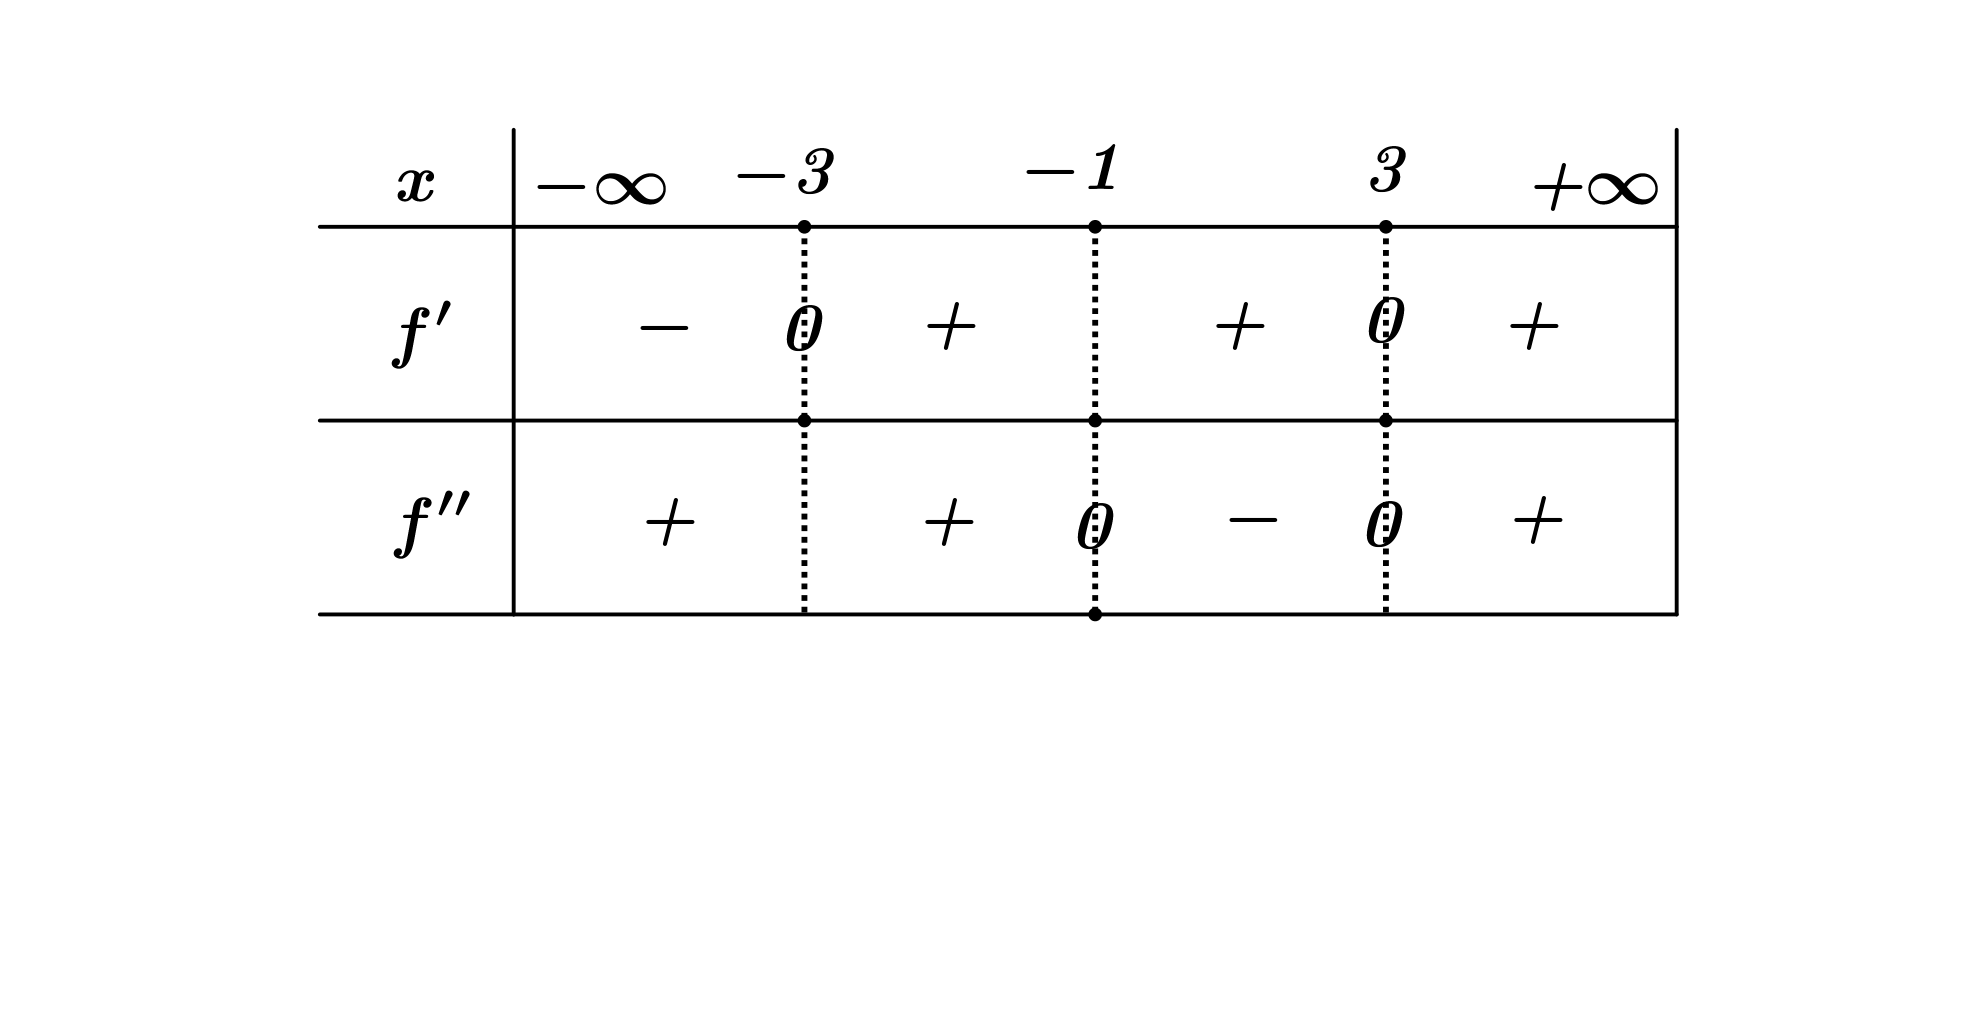 x −∞ −3 −1 3 +∞
f′ − 0 + + 0 +
f″ + + 0 − 0 +